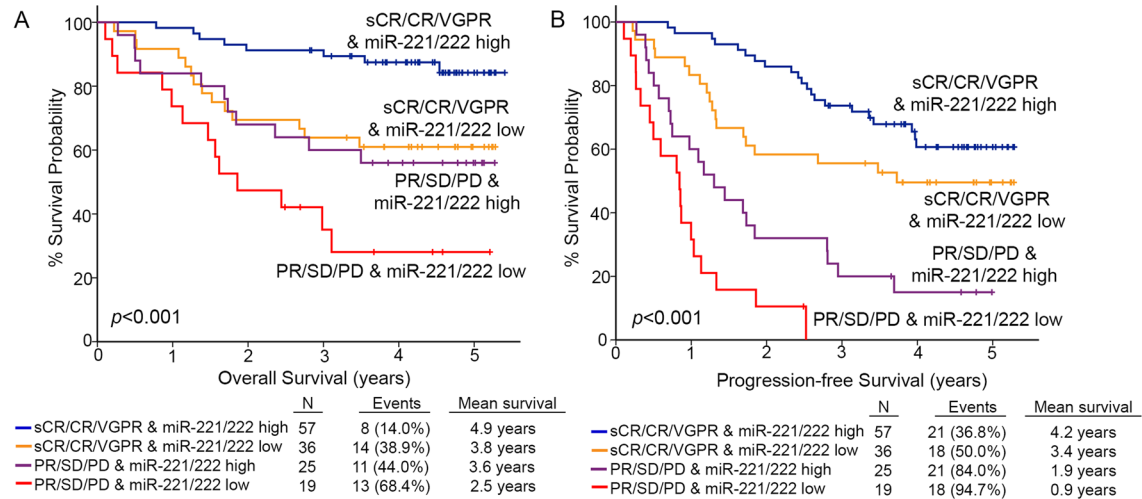 A
% Survival Probability
100
80
60
40
20
0
sCR/CR/VGPR
& miR-221/222 high
sCR/CR/VGPR
& miR-221/222 low
PR/SD/PD &
miR-221/222 high
PR/SD/PD & miR-221/222 low
p<0.001
0 1 2 3 4 5
Overall Survival (years)
N Events Mean survival
sCR/CR/VGPR & miR-221/222 high 57 8 (14.0%) 4.9 years
sCR/CR/VGPR & miR-221/222 low 36 14 (38.9%) 3.8 years
PR/SD/PD & miR-221/222 high 25 11 (44.0%) 3.6 years
PR/SD/PD & miR-221/222 low 19 13 (68.4%) 2.5 years
B
% Survival Probability
100
80
60
40
20
0
sCR/CR/VGPR
& miR-221/222 high
sCR/CR/VGPR
& miR-221/222 low
PR/SD/PD &
miR-221/222 high
PR/SD/PD & miR-221/222 low
p<0.001
0 1 2 3 4 5
Progression-free Survival (years)
N Events Mean survival
sCR/CR/VGPR & miR-221/222 high 57 21 (36.8%) 4.2 years
sCR/CR/VGPR & miR-221/222 low 36 18 (50.0%) 3.4 years
PR/SD/PD & miR-221/222 high 25 21 (84.0%) 1.9 years
PR/SD/PD & miR-221/222 low 19 18 (94.7%) 0.9 years